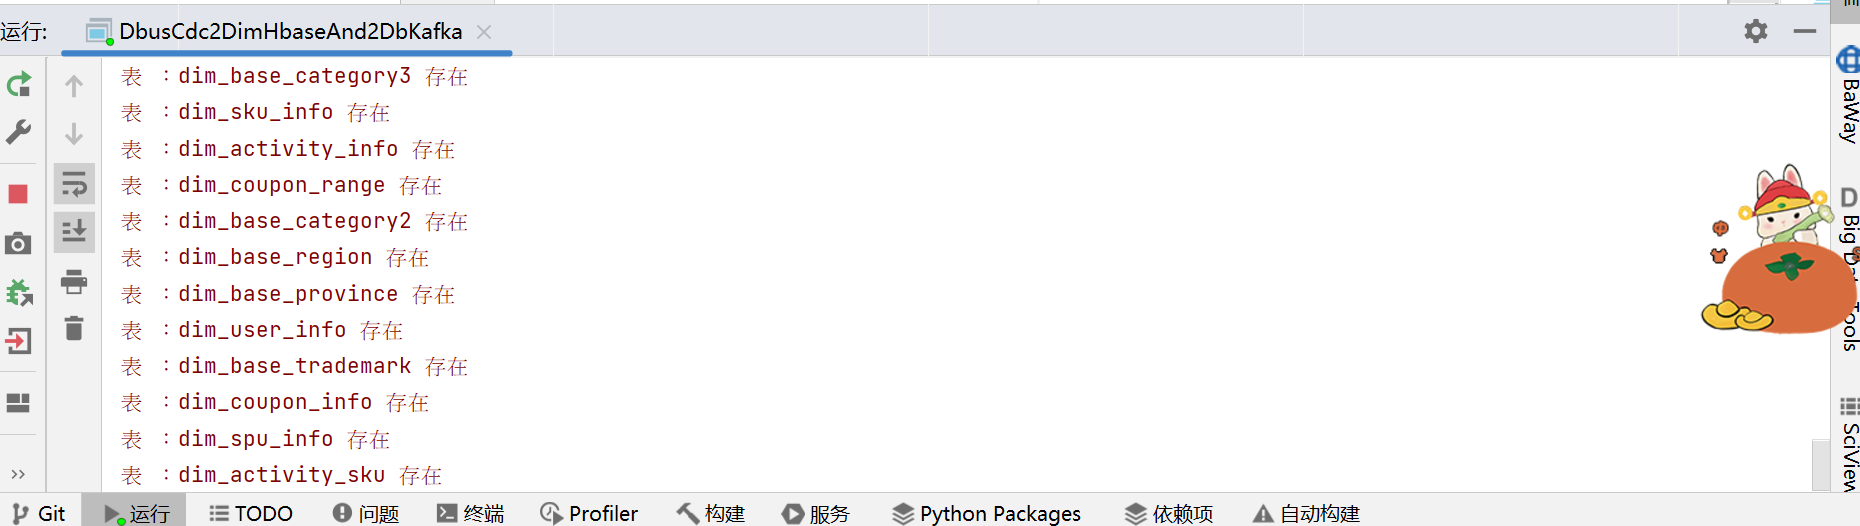 运行: DbusCdc2DimHbaseAnd2DbKafka
表 :dim_base_category3 存在
表 :dim_sku_info 存在
表 :dim_activity_info 存在
表 :dim_coupon_range 存在
表 :dim_base_category2 存在
表 :dim_base_region 存在
表 :dim_base_province 存在
表 :dim_user_info 存在
表 :dim_base_trademark 存在
表 :dim_coupon_info 存在
表 :dim_spu_info 存在
表 :dim_activity_sku 存在
BaWay
D
Big Data Tools
SciView
Git 运行 TODO 问题 终端 Profiler 构建 服务 Python Packages 依赖项 自动构建